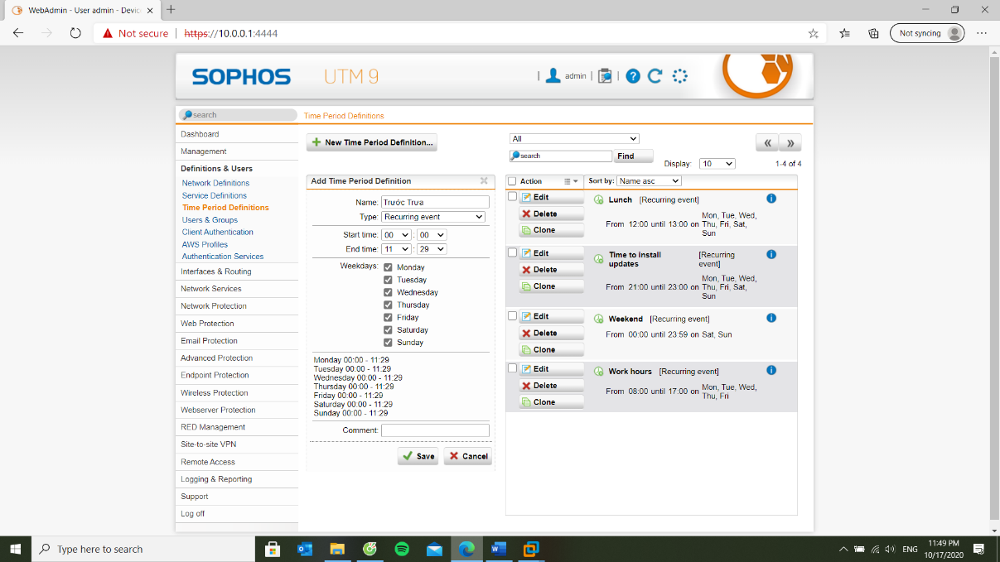 WebAdmin - User admin - Devic
Not secure
https://10.0.0.1:4444
Not syncing
SOPHOS
UTM 9
admin
search
Time Period Definitions
Dashboard
Management
Definitions & Users
Network Definitions
Service Definitions
Time Period Definitions
Users & Groups
Client Authentication
AWS Profiles
Authentication Services
Interfaces & Routing
Network Services
Network Protection
Web Protection
Email Protection
Advanced Protection
Endpoint Protection
Wireless Protection
Webserver Protection
RED Management
Site-to-site VPN
Remote Access
Logging & Reporting
Support
Log off
New Time Period Definition...
All
search
Find
Display: 10
1-4 of 4
Add Time Period Definition
Name: Trước Trưa
Type: Recurring event
Start time: 00 : 00
End time: 11 : 29
Weekdays: Monday
Tuesday
Wednesday
Thursday
Friday
Saturday
Sunday
Monday 00:00 - 11:29
Tuesday 00:00 - 11:29
Wednesday 00:00 - 11:29
Thursday 00:00 - 11:29
Friday 00:00 - 11:29
Saturday 00:00 - 11:29
Sunday 00:00 - 11:29
Comment:
Save
Cancel
Action
Sort by: Name asc
Edit
Delete
Clone
Lunch [Recurring event]
From 12:00 until 13:00 on Mon, Tue, Wed,
Thu, Fri, Sat,
Sun
Edit
Delete
Clone
Time to install
updates
[Recurring
event]
From 21:00 until 23:00 on Mon, Tue, Wed,
Thu, Fri, Sat,
Sun
Edit
Delete
Clone
Weekend [Recurring event]
From 00:00 until 23:59 on Sat, Sun
Edit
Delete
Clone
Work hours [Recurring event]
From 08:00 until 17:00 on Mon, Tue, Wed,
Thu, Fri
Type here to search
ENG
11:49 PM
10/17/2020